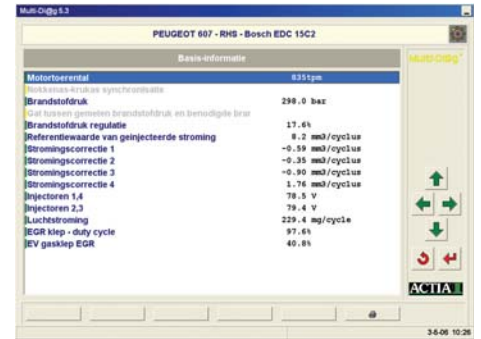 Multi-Di@g 5.3
PEUGEOT 607 - RHS - Bosch EDC 15C2
Basis-informatie
Multi-Di@g
Motortoerental 835tpm
Nokkenas-krukas synchronisatie
Brandstofdruk 298.0 bar
Gat tussen gemeten brandstofdruk en benodigde brar
Brandstofdruk regulatie 17.6%
Referentiewaarde van geinjecteerde stroming 8.2 mm3/cyclus
Stromingscorrectie 1 -0.59 mm3/cyclus
Stromingscorrectie 2 -0.35 mm3/cyclus
Stromingscorrectie 3 -0.90 mm3/cyclus
Stromingscorrectie 4 1.76 mm3/cyclus
Injectoren 1,4 78.5 V
Injectoren 2,3 79.4 V
Luchtstroming 229.4 mg/cycle
EGR klep - duty cycle 97.6%
EV gasklep EGR 40.8%
ACTIA
3-5-06 10:26